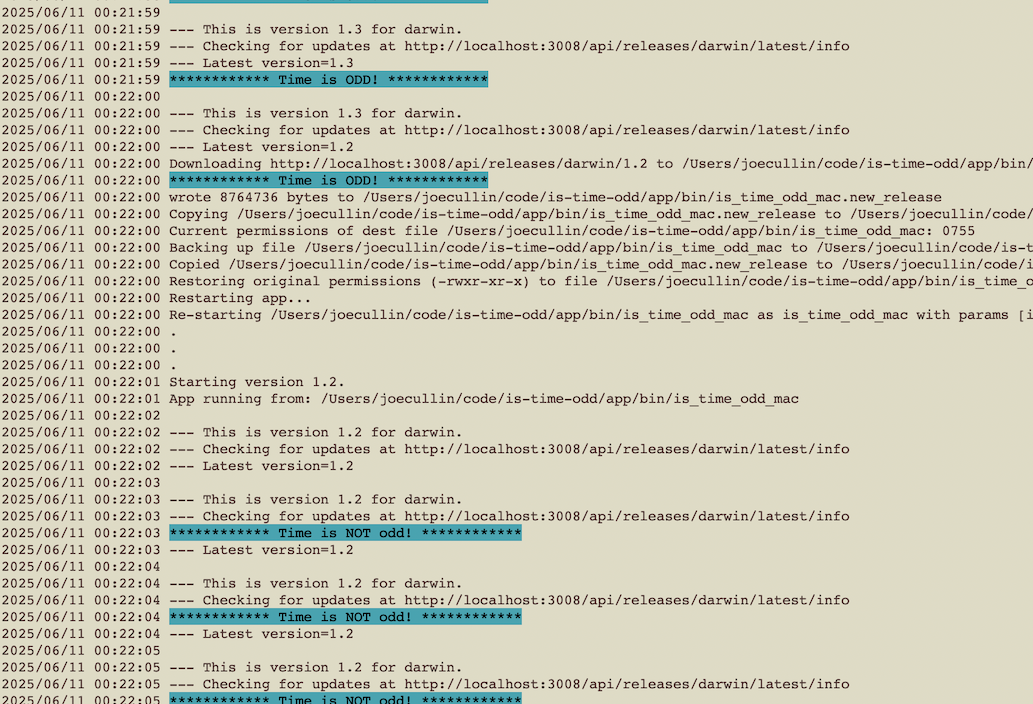 2025/06/11 00:21:59
2025/06/11 00:21:59 --- This is version 1.3 for darwin.
2025/06/11 00:21:59 --- Checking for updates at http://localhost:3008/api/releases/darwin/latest/info
2025/06/11 00:21:59 --- Latest version=1.3
2025/06/11 00:21:59 ************ Time is ODD! ************
2025/06/11 00:22:00
2025/06/11 00:22:00 --- This is version 1.3 for darwin.
2025/06/11 00:22:00 --- Checking for updates at http://localhost:3008/api/releases/darwin/latest/info
2025/06/11 00:22:00 --- Latest version=1.2
2025/06/11 00:22:00 Downloading http://localhost:3008/api/releases/darwin/1.2 to /Users/joecullin/code/is-time-odd/app/bin/
2025/06/11 00:22:00 ************ Time is ODD! ************
2025/06/11 00:22:00 wrote 8764736 bytes to /Users/joecullin/code/is-time-odd/app/bin/is_time_odd_mac.new_release
2025/06/11 00:22:00 Copying /Users/joecullin/code/is-time-odd/app/bin/is_time_odd_mac.new_release to /Users/joecullin/code/
2025/06/11 00:22:00 Current permissions of dest file /Users/joecullin/code/is-time-odd/app/bin/is_time_odd_mac: 0755
2025/06/11 00:22:00 Backing up file /Users/joecullin/code/is-time-odd/app/bin/is_time_odd_mac to /Users/joecullin/code/is-t
2025/06/11 00:22:00 Copied /Users/joecullin/code/is-time-odd/app/bin/is_time_odd_mac.new_release to /Users/joecullin/code/i
2025/06/11 00:22:00 Restoring original permissions (-rwxr-xr-x) to file /Users/joecullin/code/is-time-odd/app/bin/is_time_o
2025/06/11 00:22:00 Restarting app...
2025/06/11 00:22:00 Re-starting /Users/joecullin/code/is-time-odd/app/bin/is_time_odd_mac as is_time_odd_mac with params [i
2025/06/11 00:22:00 .
2025/06/11 00:22:00 .
2025/06/11 00:22:00 .
2025/06/11 00:22:01 Starting version 1.2.
2025/06/11 00:22:01 App running from: /Users/joecullin/code/is-time-odd/app/bin/is_time_odd_mac
2025/06/11 00:22:02
2025/06/11 00:22:02 --- This is version 1.2 for darwin.
2025/06/11 00:22:02 --- Checking for updates at http://localhost:3008/api/releases/darwin/latest/info
2025/06/11 00:22:02 --- Latest version=1.2
2025/06/11 00:22:03
2025/06/11 00:22:03 --- This is version 1.2 for darwin.
2025/06/11 00:22:03 --- Checking for updates at http://localhost:3008/api/releases/darwin/latest/info
2025/06/11 00:22:03 ************ Time is NOT odd! ************
2025/06/11 00:22:03 --- Latest version=1.2
2025/06/11 00:22:04
2025/06/11 00:22:04 --- This is version 1.2 for darwin.
2025/06/11 00:22:04 --- Checking for updates at http://localhost:3008/api/releases/darwin/latest/info
2025/06/11 00:22:04 ************ Time is NOT odd! ************
2025/06/11 00:22:04 --- Latest version=1.2
2025/06/11 00:22:05
2025/06/11 00:22:05 --- This is version 1.2 for darwin.
2025/06/11 00:22:05 --- Checking for updates at http://localhost:3008/api/releases/darwin/latest/info
2025/06/11 00:22:05 ************ Time is NOT odd! ************